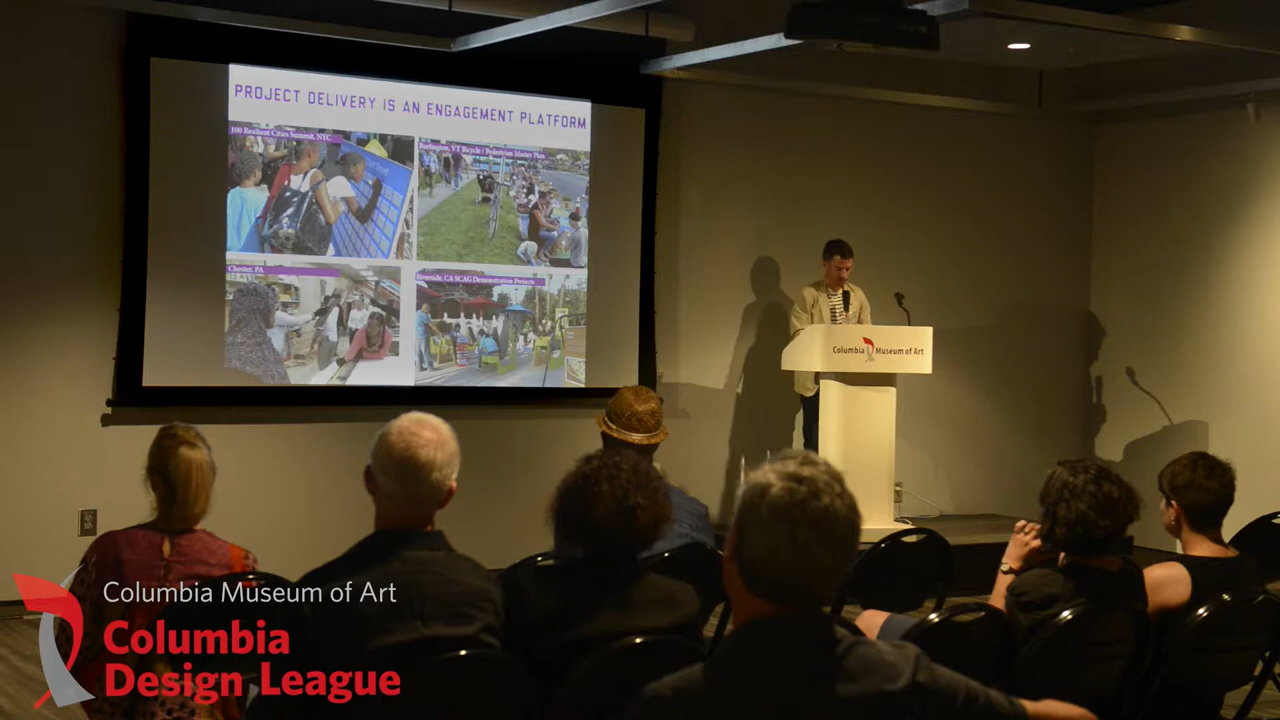 PROJECT DELIVERY IS AN ENGAGEMENT PLATFORM
100 Resilient Cities Summit, NYC
Burlington, VT Bicycle / Pedestrian Master Plan
Chester, PA
Riverside, CA SCAG Demonstration Projects
Columbia Museum of Art
Columbia Museum of Art
Columbia
Design League